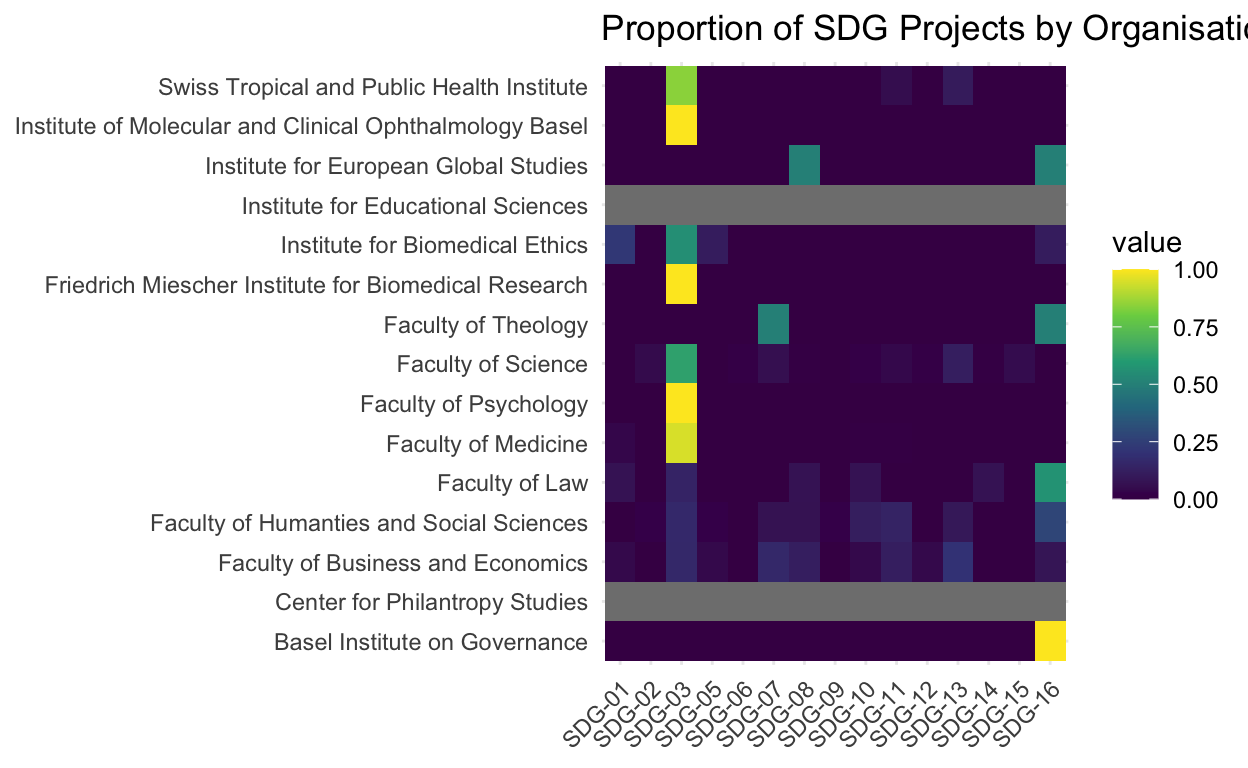 Proportion of SDG Projects by Organisatio
Swiss Tropical and Public Health Institute
Institute of Molecular and Clinical Ophthalmology Basel
Institute for European Global Studies
Institute for Educational Sciences
Institute for Biomedical Ethics
Friedrich Miescher Institute for Biomedical Research
Faculty of Theology
Faculty of Science
Faculty of Psychology
Faculty of Medicine
Faculty of Law
Faculty of Humanties and Social Sciences
Faculty of Business and Economics
Center for Philantropy Studies
Basel Institute on Governance
SDG-01
SDG-02
SDG-03
SDG-05
SDG-06
SDG-07
SDG-08
SDG-09
SDG-10
SDG-11
SDG-12
SDG-13
SDG-14
SDG-15
SDG-16
value
1.00
0.75
0.50
0.25
0.00